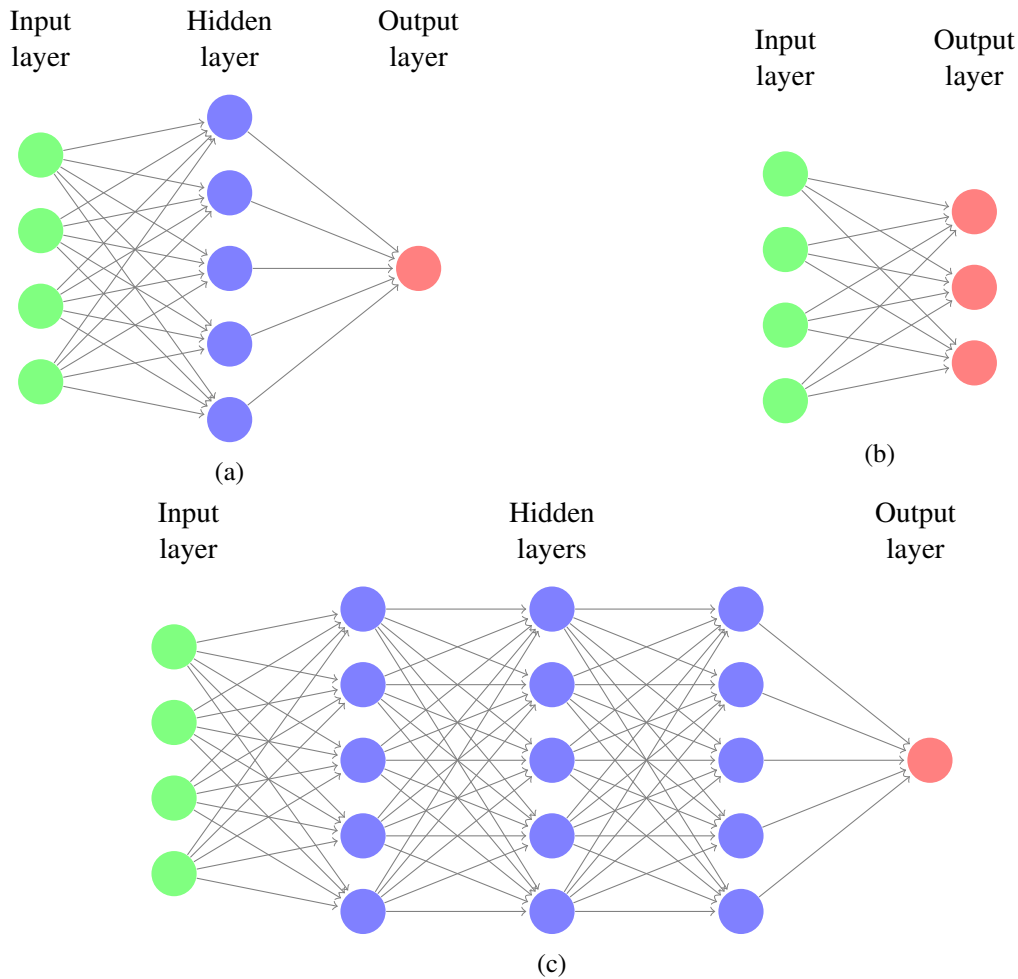 Input
layer
Hidden
layer
Output
layer
(a)
Input
layer
Output
layer
(b)
Input
layer
Hidden
layers
Output
layer
(c)